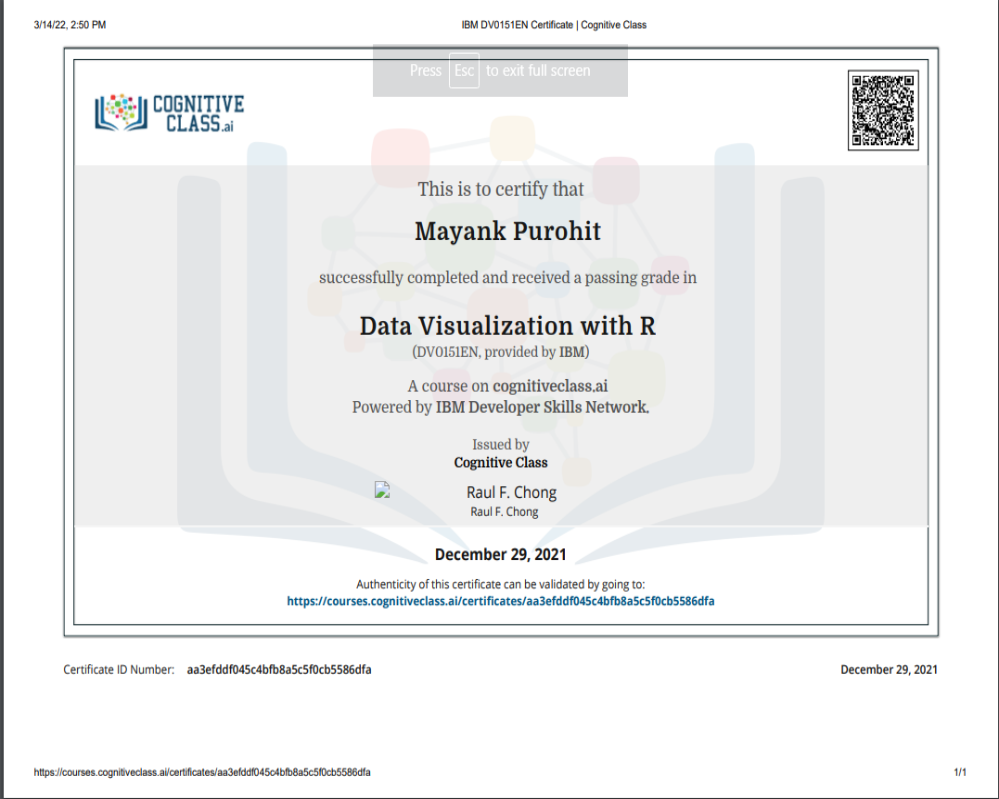 3/14/22, 2:50 PM
IBM DV0151EN Certificate | Cognitive Class
Press Esc to exit full screen
COGNITIVE
CLASS.ai
This is to certify that
Mayank Purohit
successfully completed and received a passing grade in
Data Visualization with R
(DV0151EN, provided by IBM)
A course on cognitiveclass.ai
Powered by IBM Developer Skills Network.
Issued by
Cognitive Class
Raul F. Chong
Raul F. Chong
December 29, 2021
Authenticity of this certificate can be validated by going to:
https://courses.cognitiveclass.ai/certificates/aa3efddf045c4bfb8a5c5f0cb5586dfa
Certificate ID Number: aa3efddf045c4bfb8a5c5f0cb5586dfa
December 29, 2021
https://courses.cognitiveclass.ai/certificates/aa3efddf045c4bfb8a5c5f0cb5586dfa
1/1